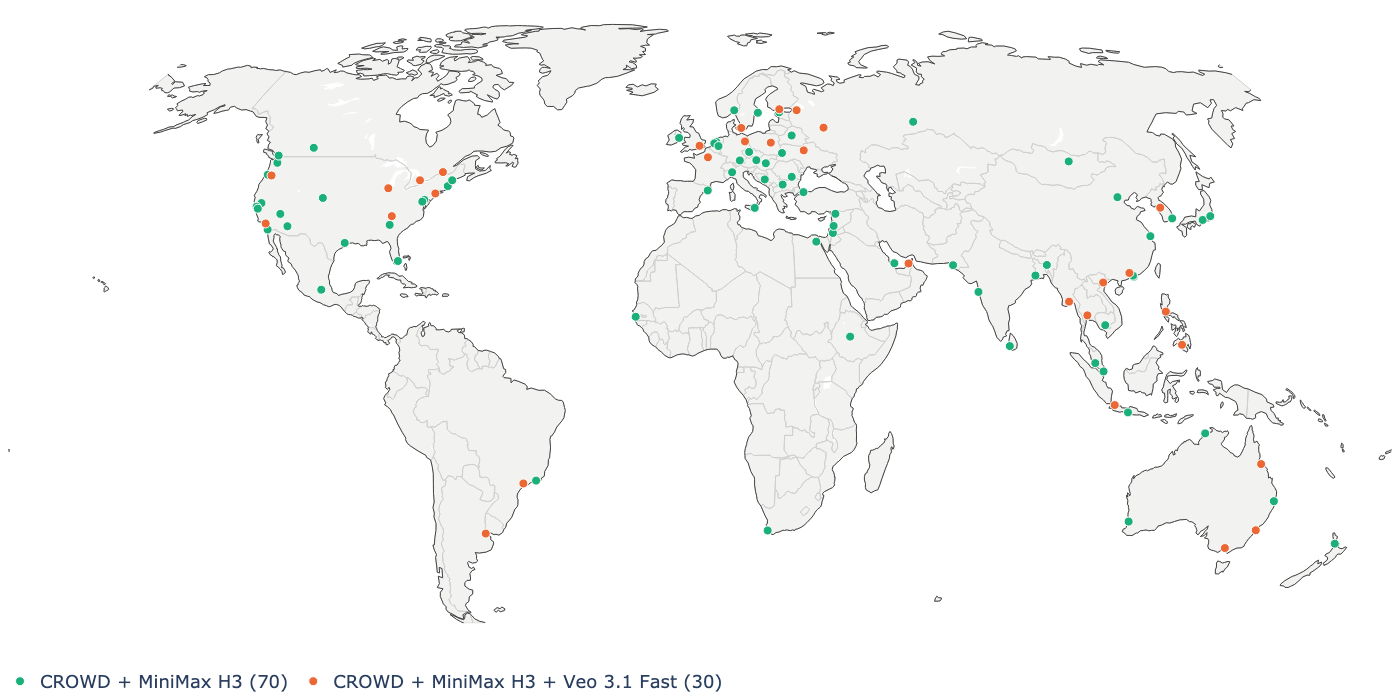 CROWD + MiniMax H3 (70)
CROWD + MiniMax H3 + Veo 3.1 Fast (30)